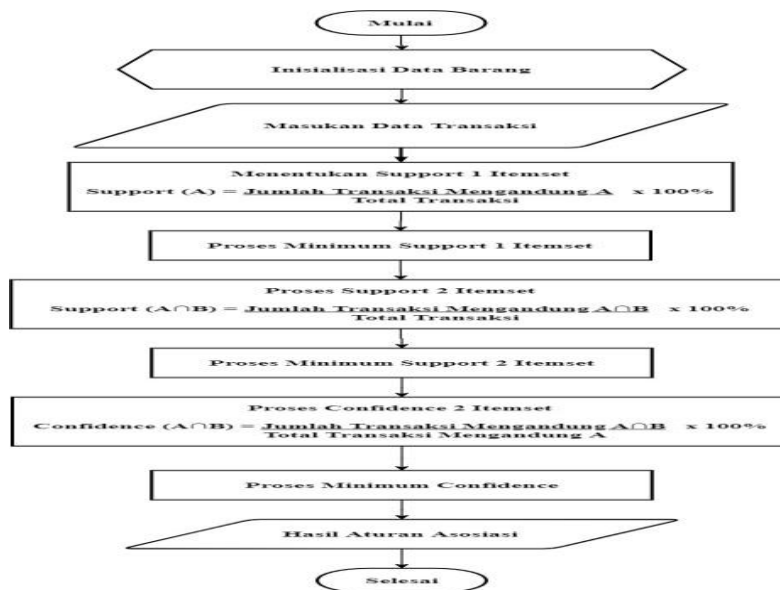 Mulai
Inisialisasi Data Barang
Masukan Data Transaksi
Menentukan Support 1 Itemset
Support (A) = Jumlah Transaksi Mengandung A x 100%
Total Transaksi
Proses Minimum Support 1 Itemset
Proses Support 2 Itemset
Support (A∩B) = Jumlah Transaksi Mengandung A∩B x 100%
Total Transaksi
Proses Minimum Support 2 Itemset
Proses Confidence 2 Itemset
Confidence (A∩B) = Jumlah Transaksi Mengandung A∩B x 100%
Total Transaksi Mengandung A
Proses Minimum Confidence
Hasil Aturan Asosiasi
Selesai